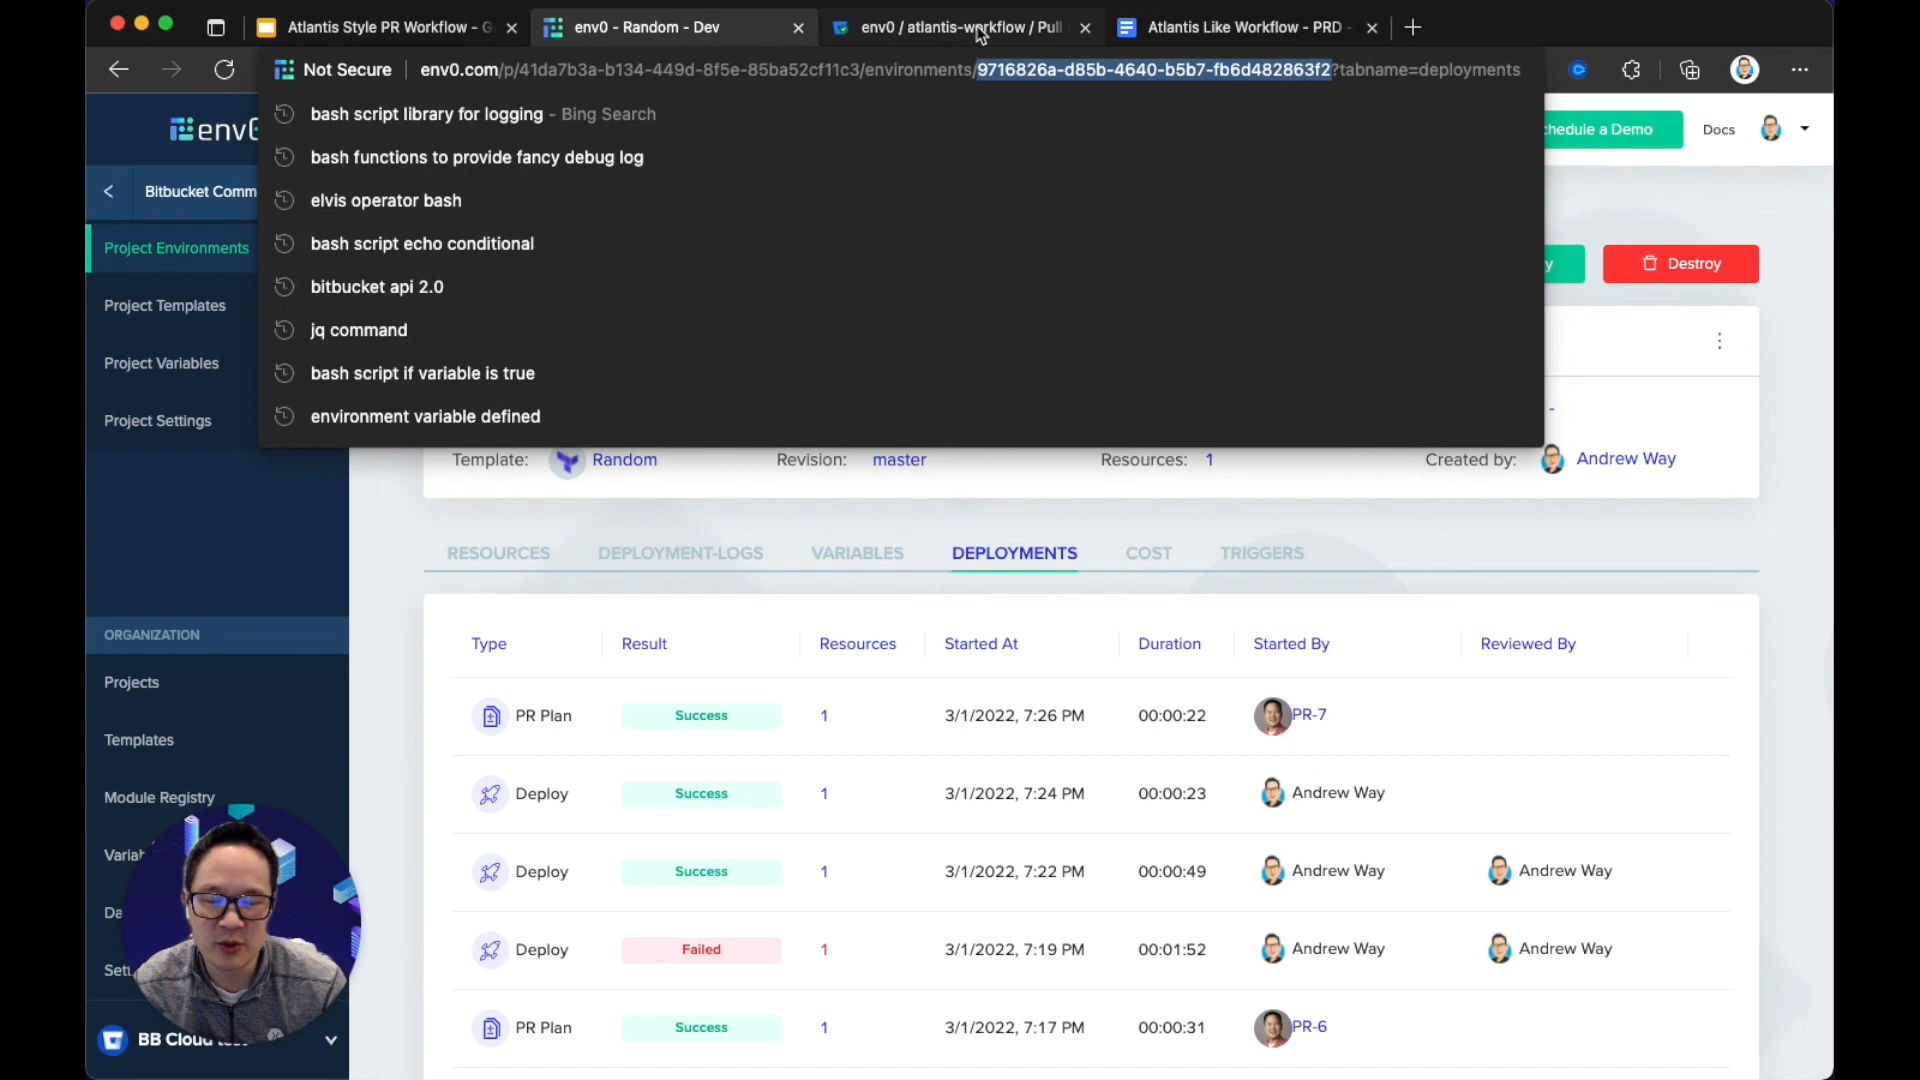 Atlantis Style PR Workflow - G
env0 - Random - Dev
env0 / atlantis-workflow / Pull
Atlantis Like Workflow - PRD -
Not Secure
env0.com/p/41da7b3a-b134-449d-8f5e-85ba52cf11c3/environments/9716826a-d85b-4640-b5b7-fb6d482863f2?tabname=deployments
bash script library for logging - Bing Search
bash functions to provide fancy debug log
elvis operator bash
bash script echo conditional
bitbucket api 2.0
jq command
bash script if variable is true
environment variable defined
env0
chedule a Demo
Docs
Bitbucket Comm
Project Environments
Project Templates
Project Variables
Project Settings
y
Destroy
-
Template: Random
Revision: master
Resources: 1
Created by: Andrew Way
RESOURCES DEPLOYMENT-LOGS VARIABLES DEPLOYMENTS COST TRIGGERS
Type Result Resources Started At Duration Started By Reviewed By
PR Plan Success 1 3/1/2022, 7:26 PM 00:00:22 PR-7
Deploy Success 1 3/1/2022, 7:24 PM 00:00:23 Andrew Way
Deploy Success 1 3/1/2022, 7:22 PM 00:00:49 Andrew Way Andrew Way
Deploy Failed 1 3/1/2022, 7:19 PM 00:01:52 Andrew Way Andrew Way
PR Plan Success 1 3/1/2022, 7:17 PM 00:00:31 PR-6
ORGANIZATION
Projects
Templates
Module Registry
Variab
Da
Set
BB Cloud